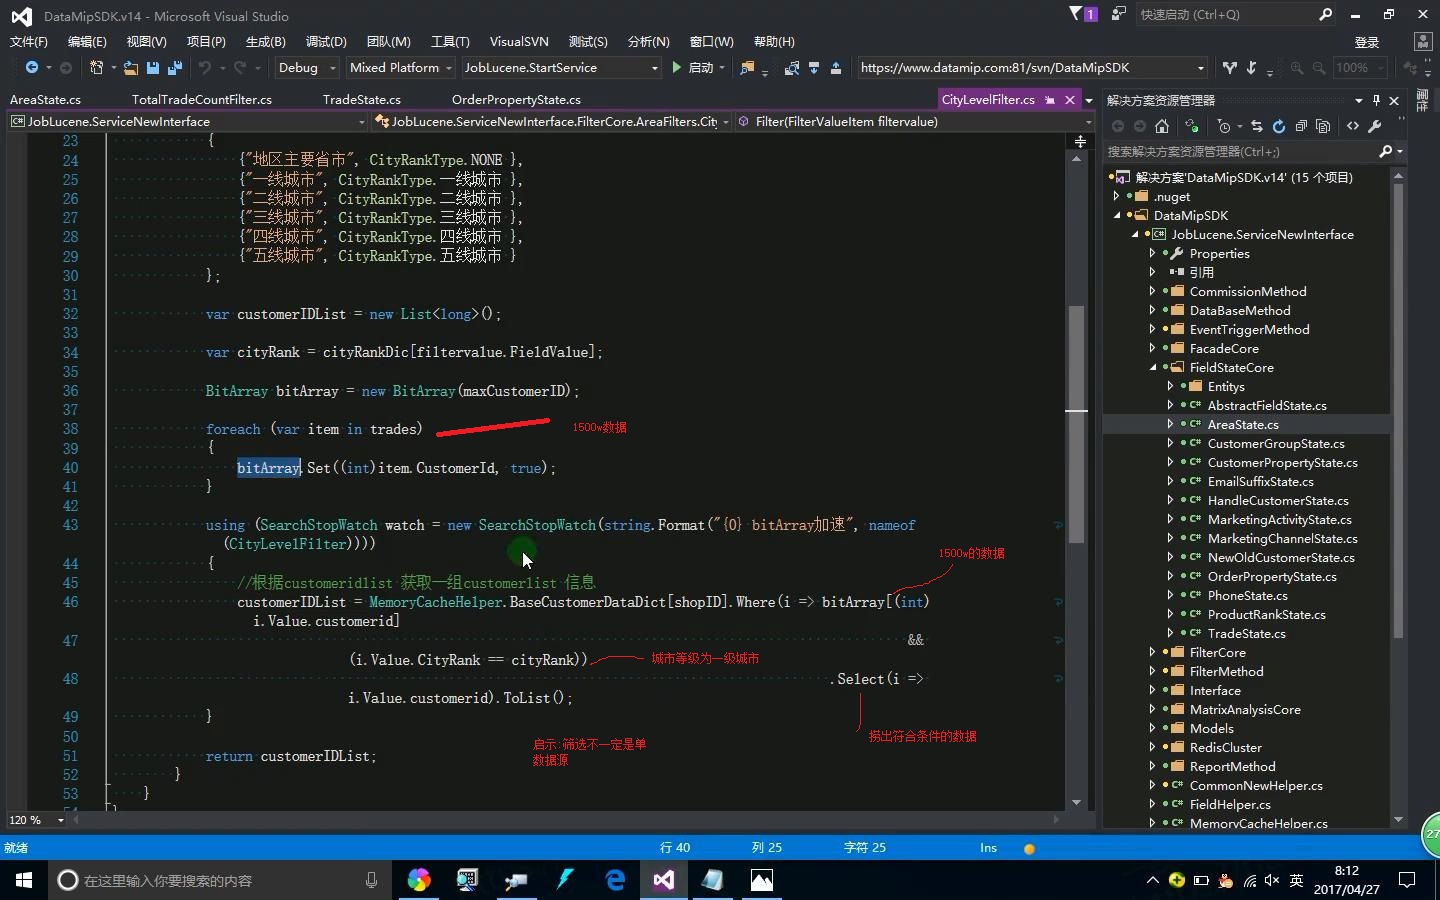 DataMipSDK.v14 - Microsoft Visual Studio
1
快速启动 (Ctrl+Q)
文件(F) 编辑(E) 视图(V) 项目(P) 生成(B) 调试(D) 团队(M) 工具(T) VisualSVN 测试(S) 分析(N) 窗口(W) 帮助(H)
登录
Debug Mixed Platform JobLucene.StartService 启动 https://www.datamip.com:81/svn/DataMipSDK 100%
AreaState.cs TotalTradeCountFilter.cs TradeState.cs OrderPropertyState.cs CityLevelFilter.cs
JobLucene.ServiceNewInterface JobLucene.ServiceNewInterface.FilterCore.AreaFilters.City Filter(FilterValueItem filtervalue)
23 {
24 {"地区主要省市", CityRankType.NONE },
25 {"一线城市", CityRankType.一线城市 },
26 {"二线城市", CityRankType.二线城市 },
27 {"三线城市", CityRankType.三线城市 },
28 {"四线城市", CityRankType.四线城市 },
29 {"五线城市", CityRankType.五线城市 }
30 };
31
32 var customerIDList = new List<long>();
33
34 var cityRank = cityRankDic[filtervalue.FieldValue];
35
36 BitArray bitArray = new BitArray(maxCustomerID);
37
38 foreach (var item in trades) 1500w数据
39 {
40 bitArray.Set((int)item.CustomerId, true);
41 }
42
43 using (SearchStopWatch watch = new SearchStopWatch(string.Format("{0} bitArray加速", nameof
(CityLevelFilter))))
1500w的数据
44 {
45 //根据customeridlist 获取一组customerlist 信息
46 customerIDList = MemoryCacheHelper.BaseCustomerDataDict[shopID].Where(i => bitArray[(int)
i.Value.customerid]
47 &&
(i.Value.CityRank == cityRank)) 城市等级为一级城市
48 .Select(i =>
i.Value.customerid).ToList();
49 }
捞出符合条件的数据
50
启示:筛选不一定是单
51 return customerIDList;
数据源
52 }
53 }
54 }
120 %
解决方案资源管理器
搜索解决方案资源管理器(Ctrl+;)
解决方案'DataMipSDK.v14' (15 个项目)
.nuget
DataMipSDK
JobLucene.ServiceNewInterface
Properties
引用
CommissionMethod
DataBaseMethod
EventTriggerMethod
FacadeCore
FieldStateCore
Entitys
AbstractFieldState.cs
AreaState.cs
CustomerGroupState.cs
CustomerPropertyState.cs
EmailSuffixState.cs
HandleCustomerState.cs
MarketingActivityState.cs
MarketingChannelState.cs
NewOldCustomerState.cs
OrderPropertyState.cs
PhoneState.cs
ProductRankState.cs
TradeState.cs
FilterCore
FilterMethod
Interface
MatrixAnalysisCore
Models
RedisCluster
ReportMethod
CommonNewHelper.cs
FieldHelper.cs
MemoryCacheHelper.cs
属性
27
就绪 行 40 列 25 字符 25 Ins
在这里输入你要搜索的内容
英
8:12
2017/04/27